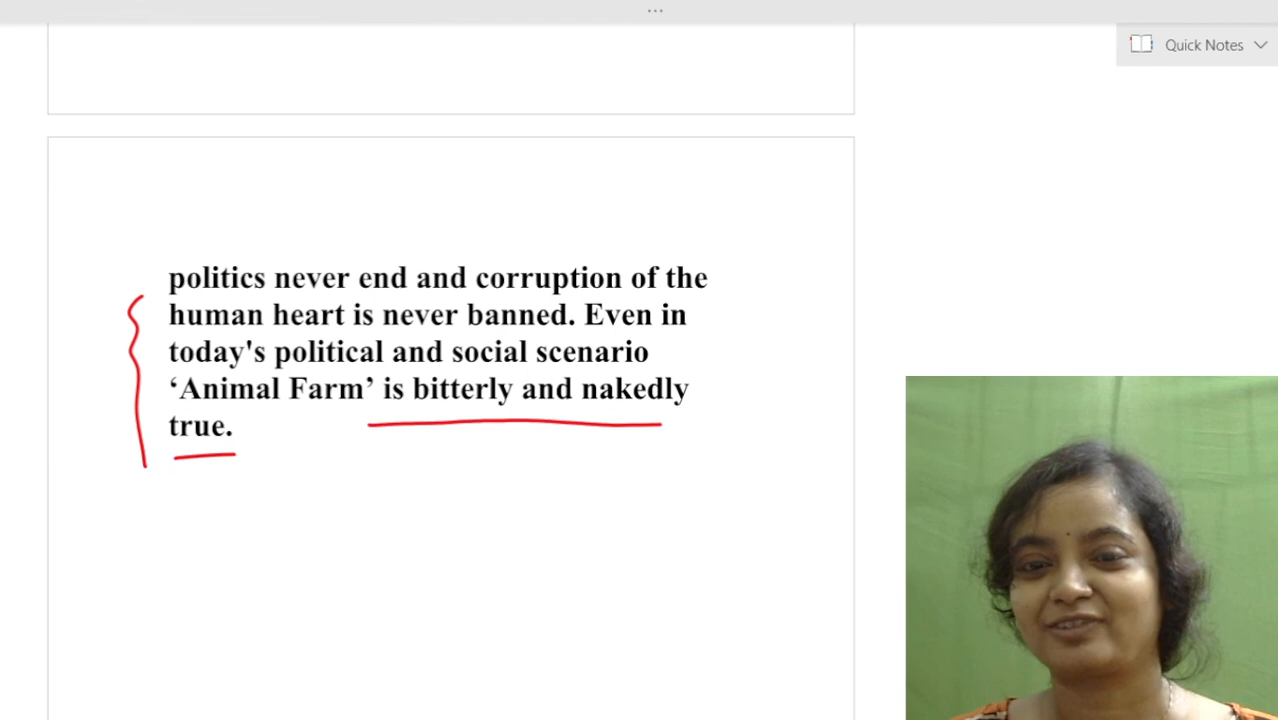 ...
Quick Notes
politics never end and corruption of the
human heart is never banned. Even in
today's political and social scenario
‘Animal Farm’ is bitterly and nakedly
true.